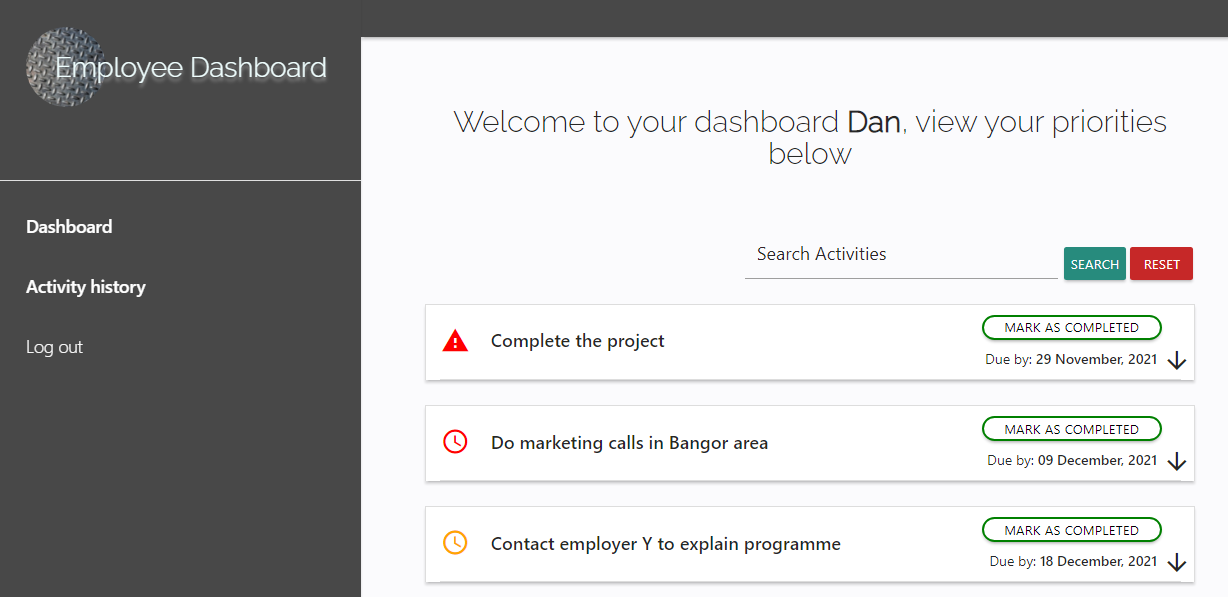 Employee Dashboard
Dashboard
Activity history
Log out
Welcome to your dashboard Dan, view your priorities
below
Search Activities
SEARCH
RESET
Complete the project
MARK AS COMPLETED
Due by: 29 November, 2021
Do marketing calls in Bangor area
MARK AS COMPLETED
Due by: 09 December, 2021
Contact employer Y to explain programme
MARK AS COMPLETED
Due by: 18 December, 2021